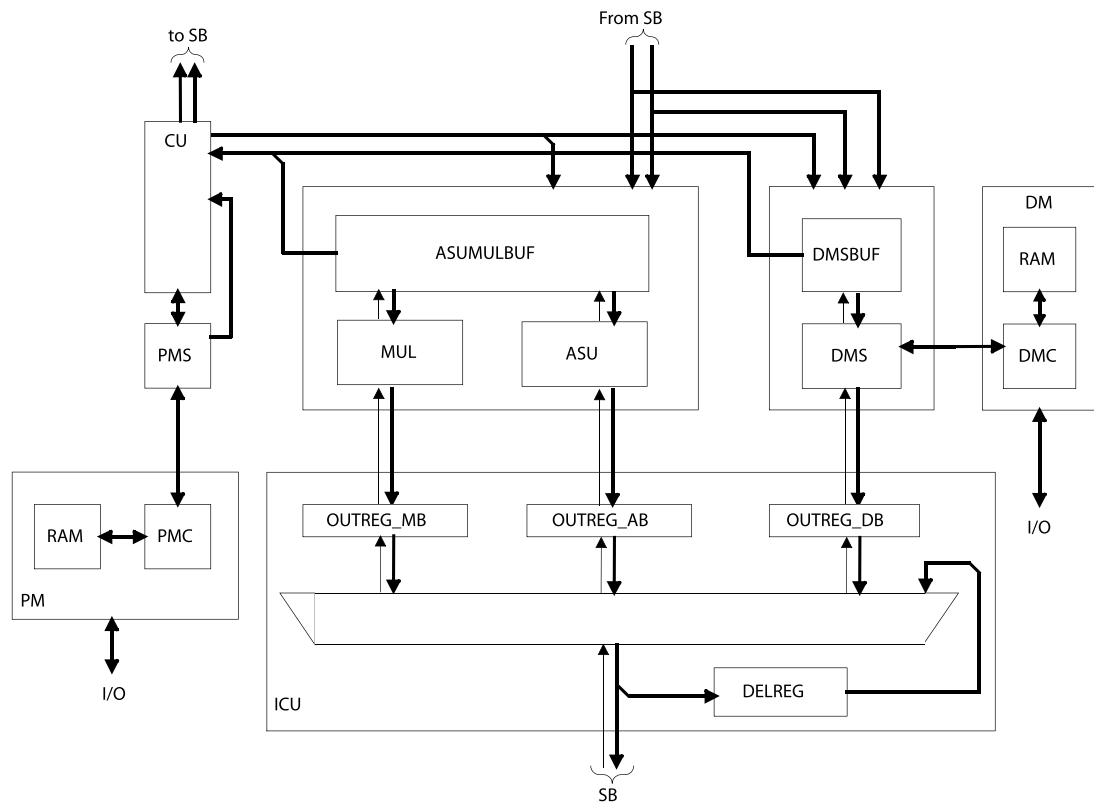 From SB
to SB
CU
DM
ASUMULBUF
DMSBUF
RAM
PMS
MUL
ASU
DMS
DMC
OUTREG_MB
OUTREG_AB
OUTREG_DB
I/O
RAM
PMC
PM
I/O
ICU
DELREG
SB